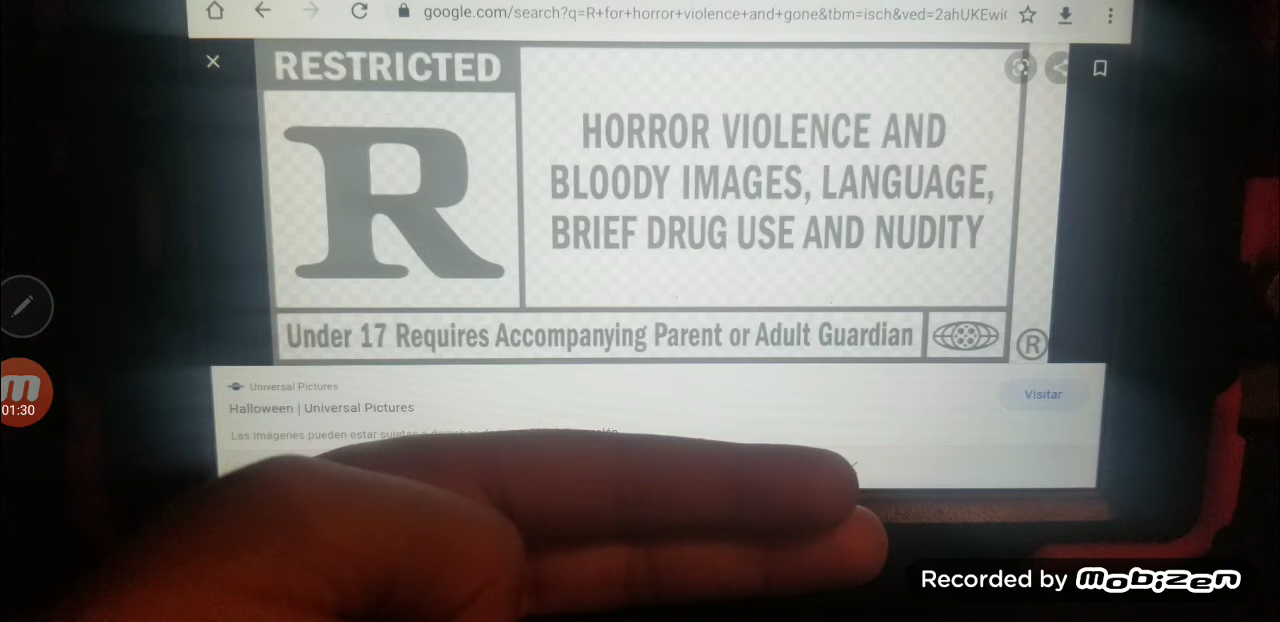 google.com/search?q=R+for+horror+violence+and+gone&tbm=isch&ved=2ahUKEwi
RESTRICTED
R
HORROR VIOLENCE AND
BLOODY IMAGES, LANGUAGE,
BRIEF DRUG USE AND NUDITY
Under 17 Requires Accompanying Parent or Adult Guardian
®
Universal Pictures
Halloween | Universal Pictures
Visitar
Las imágenes pueden estar sujetas a derechos
01:30
Recorded by Mobizen